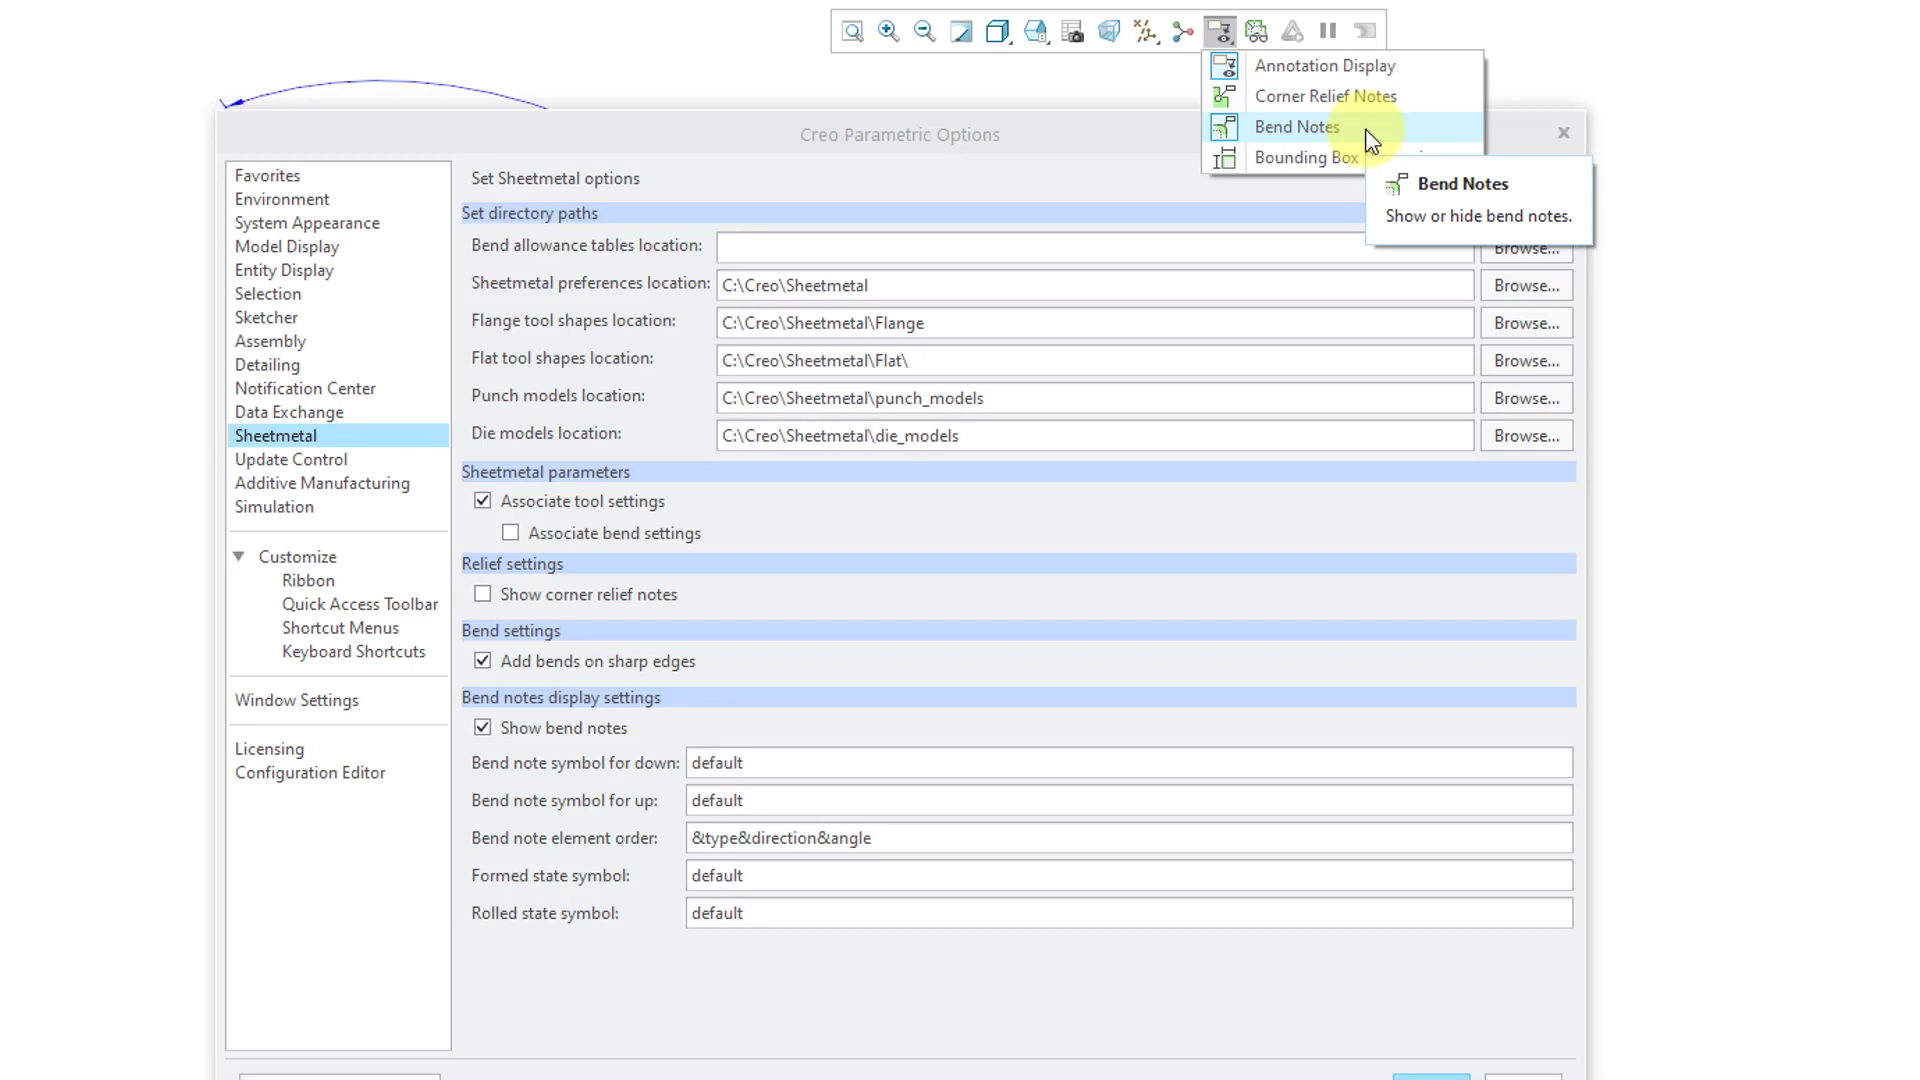 Annotation Display
Corner Relief Notes
Bend Notes
Bounding Box
Bend Notes
Show or hide bend notes.
Creo Parametric Options
Favorites
Environment
System Appearance
Model Display
Entity Display
Selection
Sketcher
Assembly
Detailing
Notification Center
Data Exchange
Sheetmetal
Update Control
Additive Manufacturing
Simulation
Customize
Ribbon
Quick Access Toolbar
Shortcut Menus
Keyboard Shortcuts
Window Settings
Licensing
Configuration Editor
Set Sheetmetal options
Set directory paths
Bend allowance tables location: Browse...
Sheetmetal preferences location: C:\Creo\Sheetmetal Browse...
Flange tool shapes location: C:\Creo\Sheetmetal\Flange Browse...
Flat tool shapes location: C:\Creo\Sheetmetal\Flat\ Browse...
Punch models location: C:\Creo\Sheetmetal\punch_models Browse...
Die models location: C:\Creo\Sheetmetal\die_models Browse...
Sheetmetal parameters
Associate tool settings
Associate bend settings
Relief settings
Show corner relief notes
Bend settings
Add bends on sharp edges
Bend notes display settings
Show bend notes
Bend note symbol for down: default
Bend note symbol for up: default
Bend note element order: &type&direction&angle
Formed state symbol: default
Rolled state symbol: default